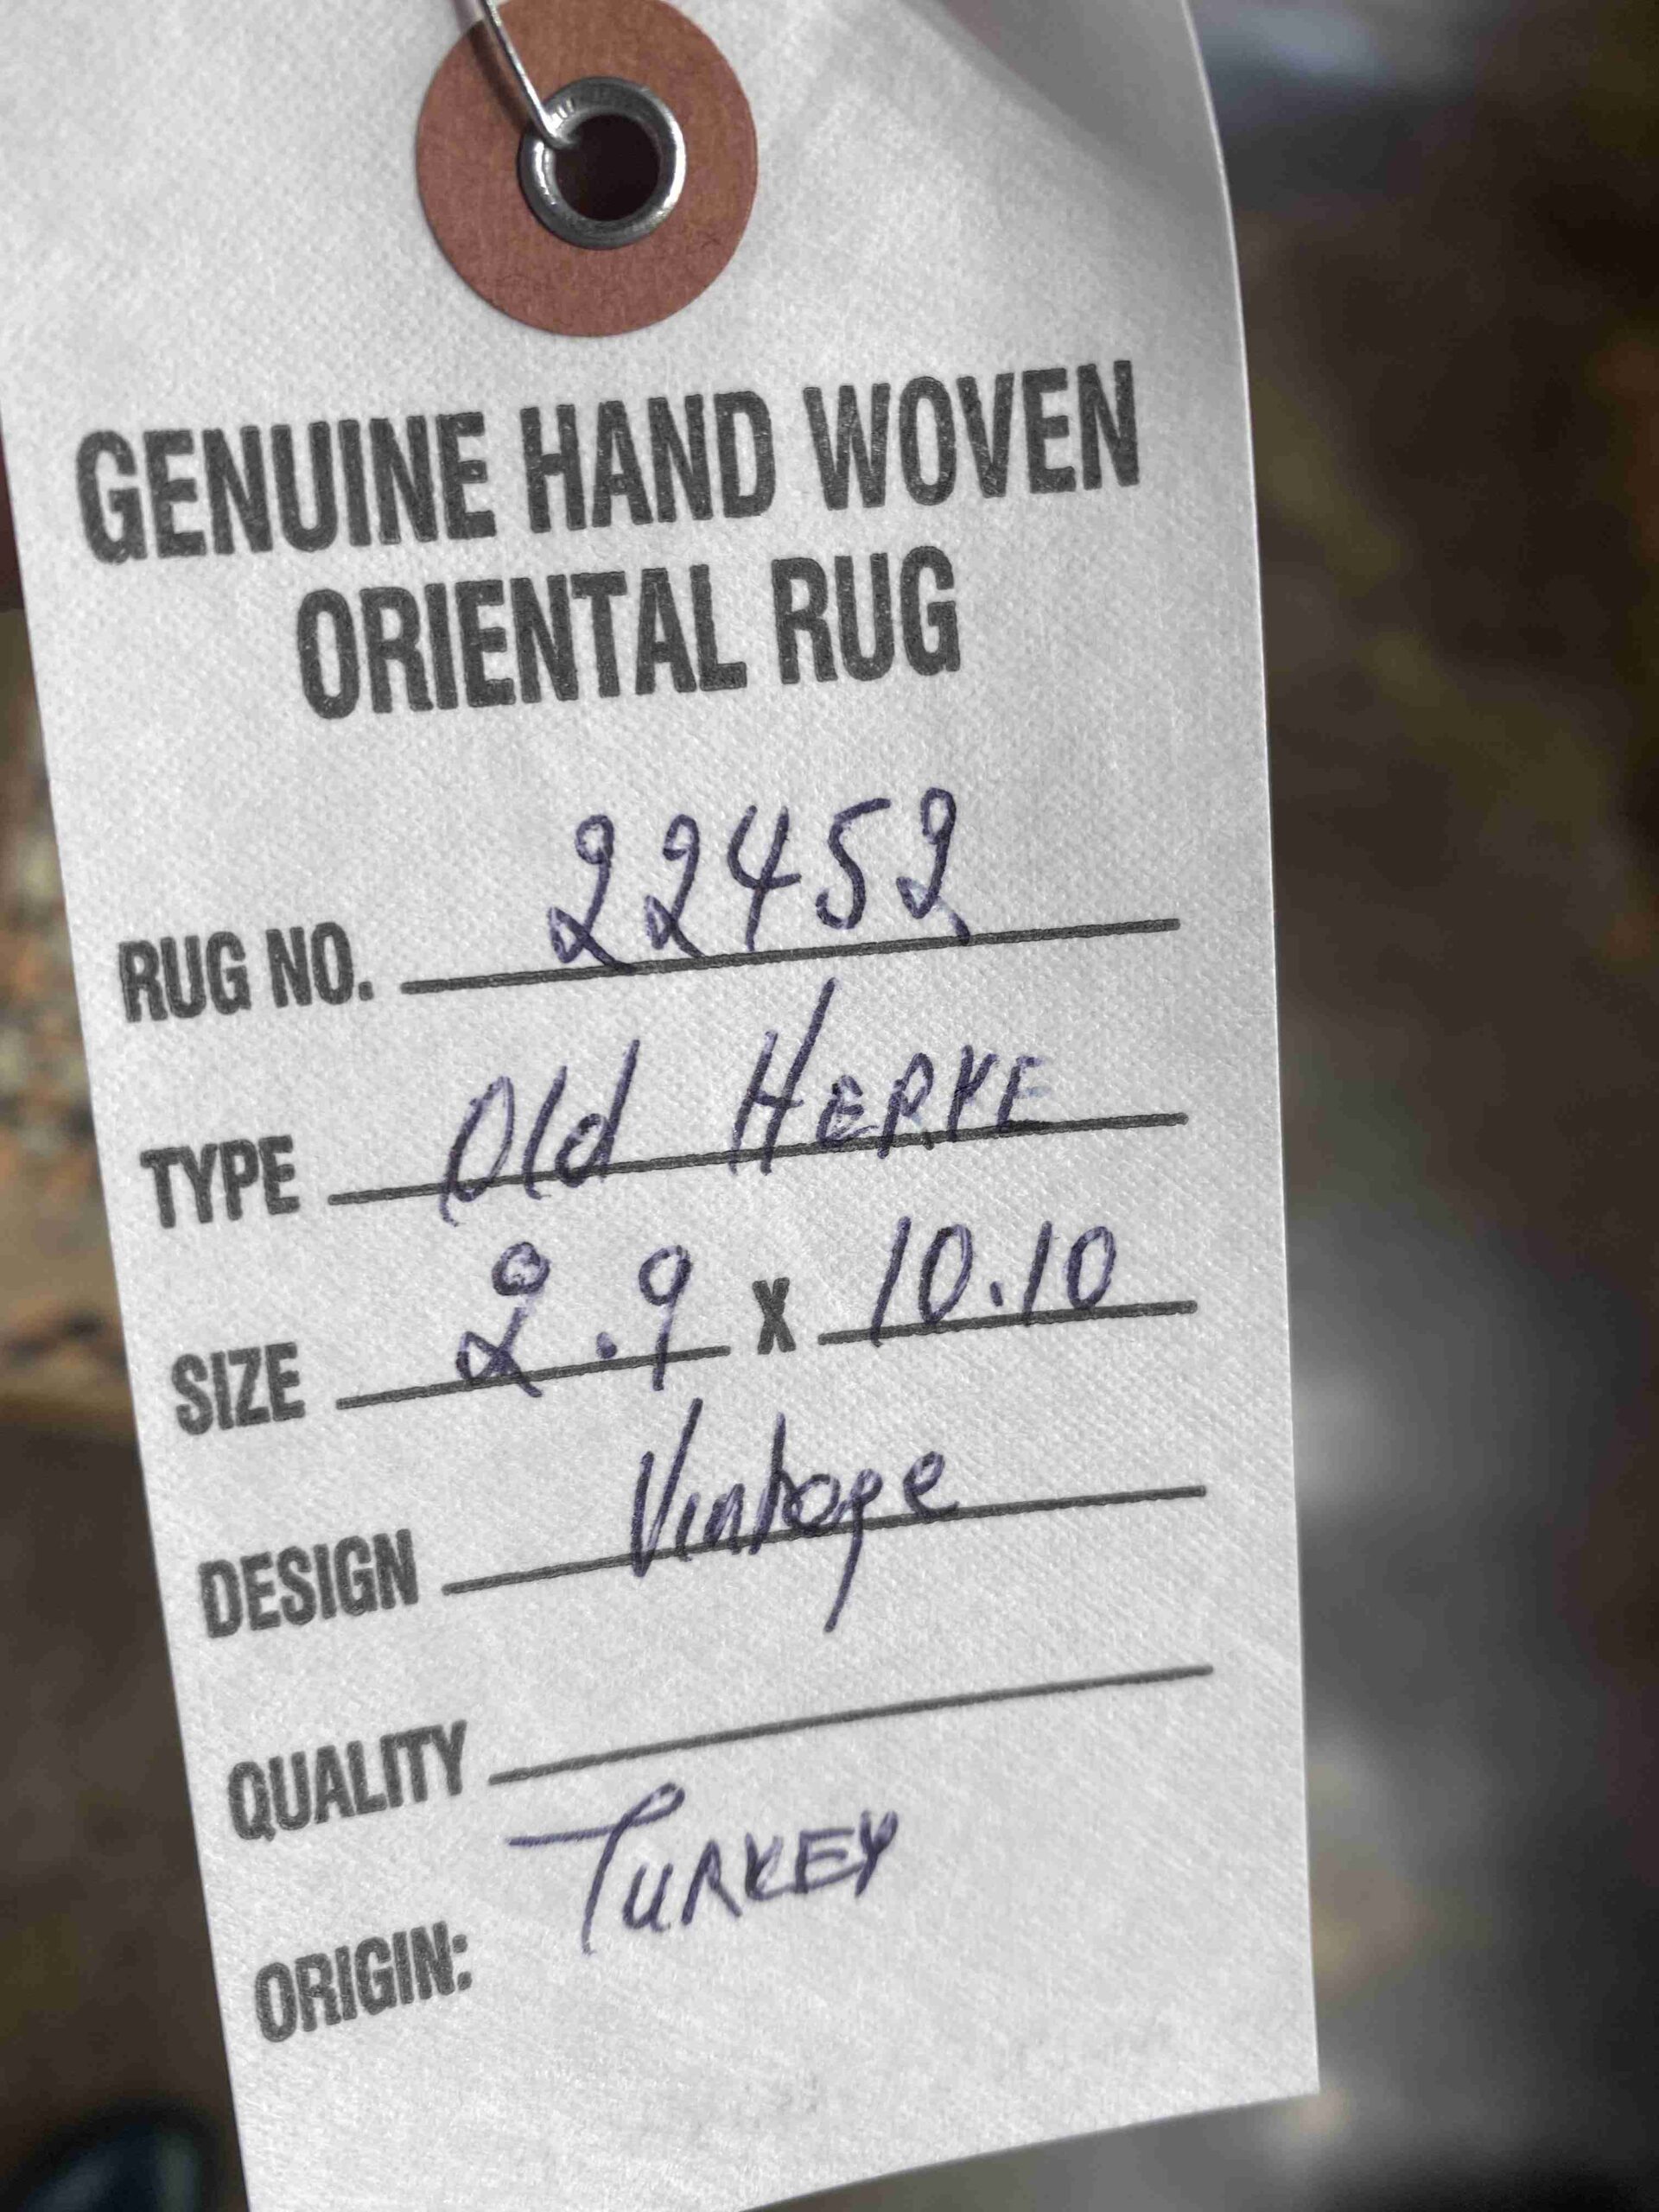 GENUINE HAND WOVEN
ORIENTAL RUG
RUG NO. 22452
TYPE Old HERKE
SIZE 2.9 X 10.10
DESIGN Vintage
QUALITY
ORIGIN: TURKEY